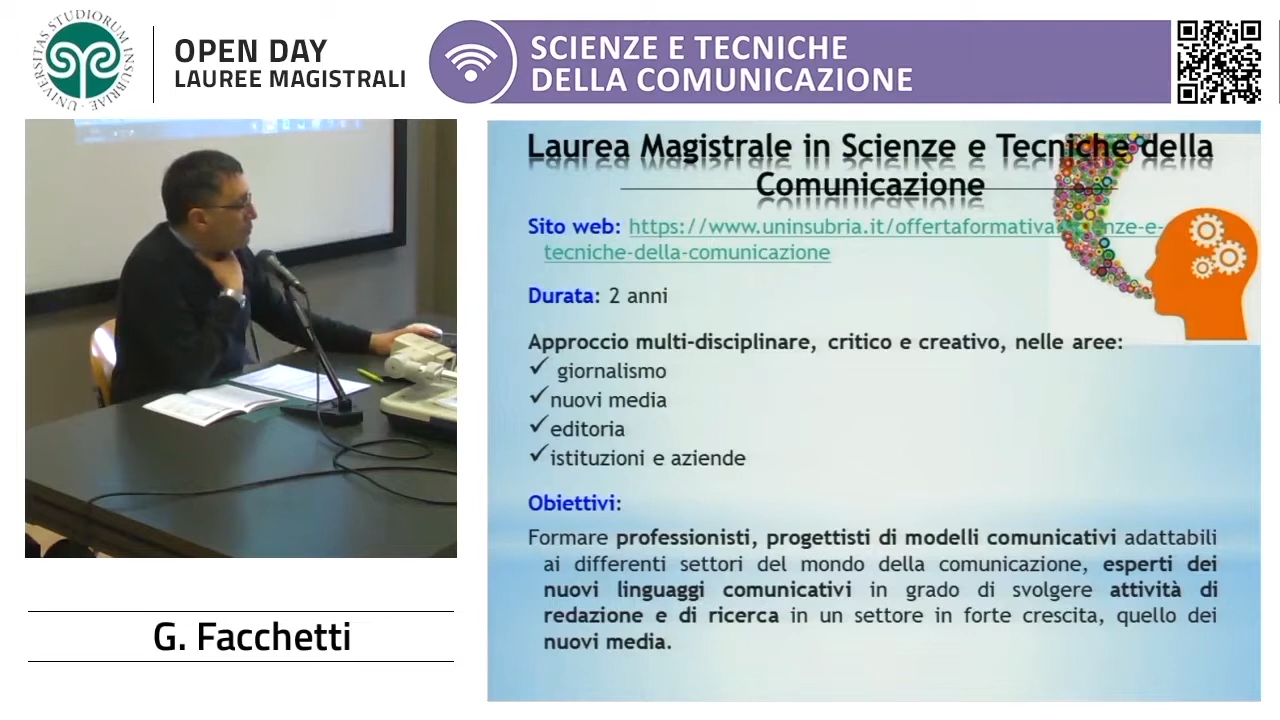 UNIVERSITAS STUDIORUM INSUBRIAE
OPEN DAY
LAUREE MAGISTRALI
SCIENZE E TECNICHE
DELLA COMUNICAZIONE
Laurea Magistrale in Scienze e Tecniche della
Comunicazione
Sito web: https://www.uninsubria.it/offertaformativa
tecniche-della-comunicazione
Durata: 2 anni
Approccio multi-disciplinare, critico e creativo, nelle aree:
✓ giornalismo
✓nuovi media
✓editoria
✓istituzioni e aziende
Obiettivi:
Formare professionisti, progettisti di modelli comunicativi adattabili
ai differenti settori del mondo della comunicazione, esperti dei
nuovi linguaggi comunicativi in grado di svolgere attività di
redazione e di ricerca in un settore in forte crescita, quello dei
nuovi media.
G. Facchetti